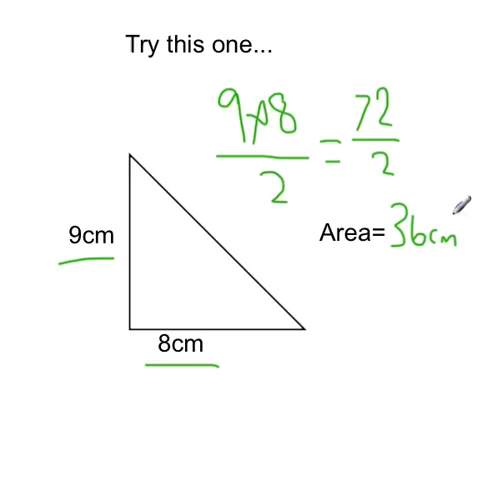 Try this one...
9x8/2 = 72/2
9cm
Area= 36cm
8cm